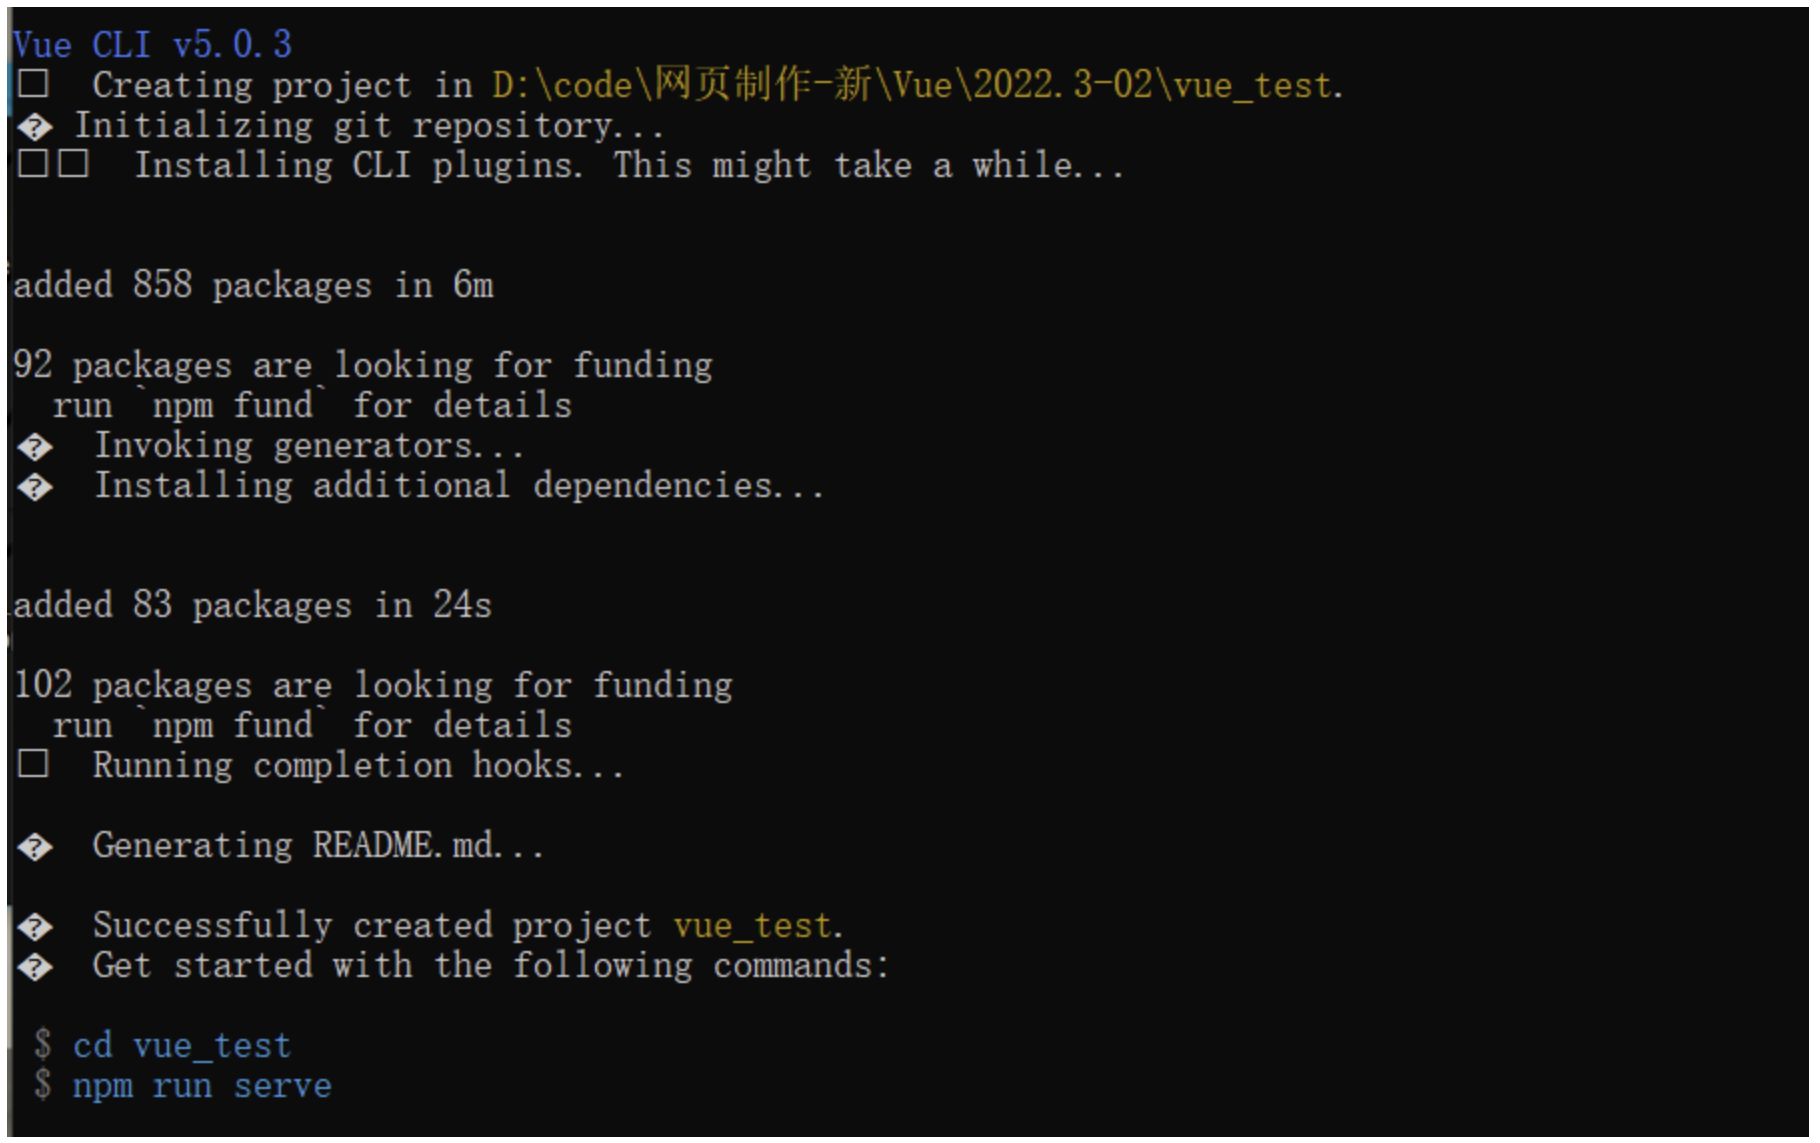 Vue CLI v5.0.3
□ Creating project in D:\code\网页制作-新\Vue\2022.3-02\vue_test.
� Initializing git repository...
□□ Installing CLI plugins. This might take a while...
added 858 packages in 6m
92 packages are looking for funding
run `npm fund` for details
� Invoking generators...
� Installing additional dependencies...
added 83 packages in 24s
102 packages are looking for funding
run `npm fund` for details
□ Running completion hooks...
� Generating README.md...
� Successfully created project vue_test.
� Get started with the following commands:
$ cd vue_test
$ npm run serve